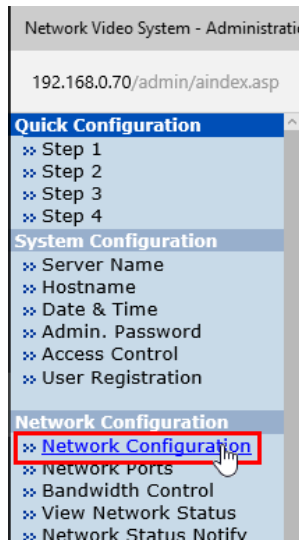 Network Video System - Administrati
192.168.0.70/admin/aindex.asp
Quick Configuration
» Step 1
» Step 2
» Step 3
» Step 4
System Configuration
» Server Name
» Hostname
» Date & Time
» Admin. Password
» Access Control
» User Registration
Network Configuration
» Network Configuration
» Network Ports
» Bandwidth Control
» View Network Status
» Network Status Notify